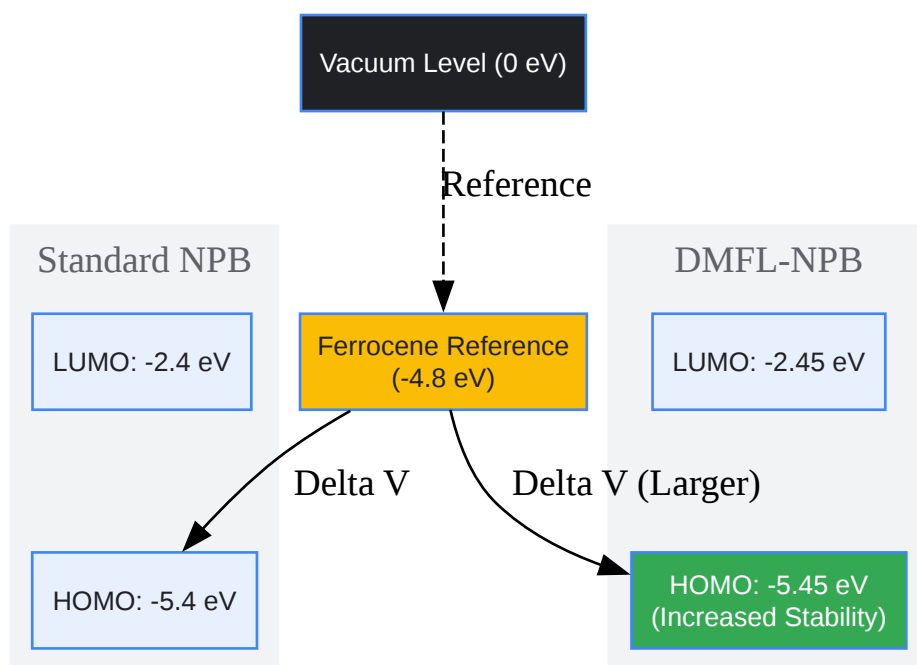 Vacuum Level (0 eV)
Reference
Standard NPB
DMFL-NPB
LUMO: -2.4 eV
Ferrocene Reference
(-4.8 eV)
LUMO: -2.45 eV
Delta V
Delta V (Larger)
HOMO: -5.4 eV
HOMO: -5.45 eV
(Increased Stability)